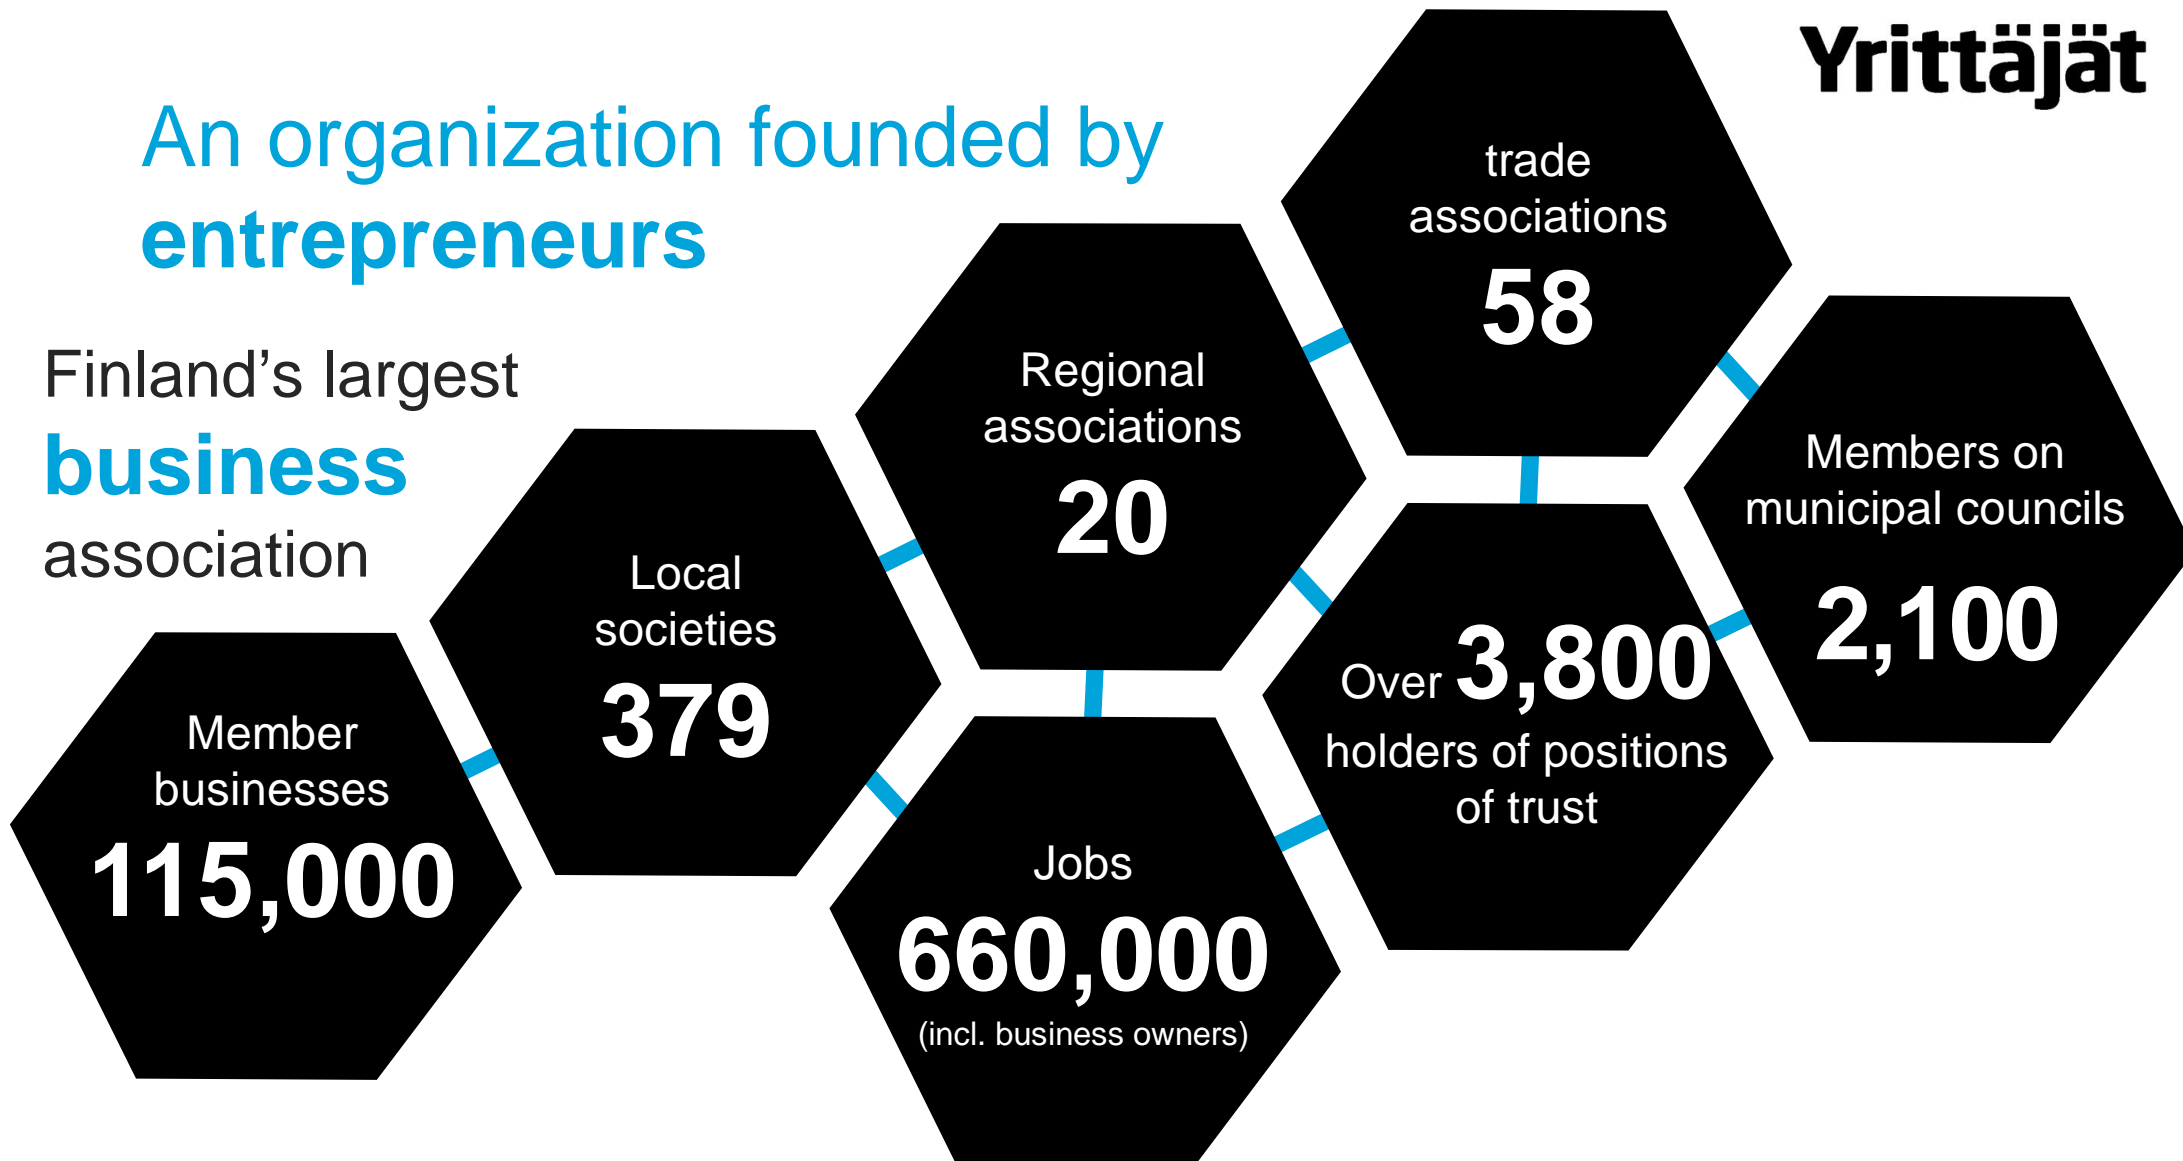 Yrittäjät
An organization founded by
entrepreneurs
Finland’s largest
business
association
trade
associations
58
Regional
associations
20
Members on
municipal councils
2,100
Local
societies
379
Over 3,800
holders of positions
of trust
Member
businesses
115,000
Jobs
660,000
(incl. business owners)